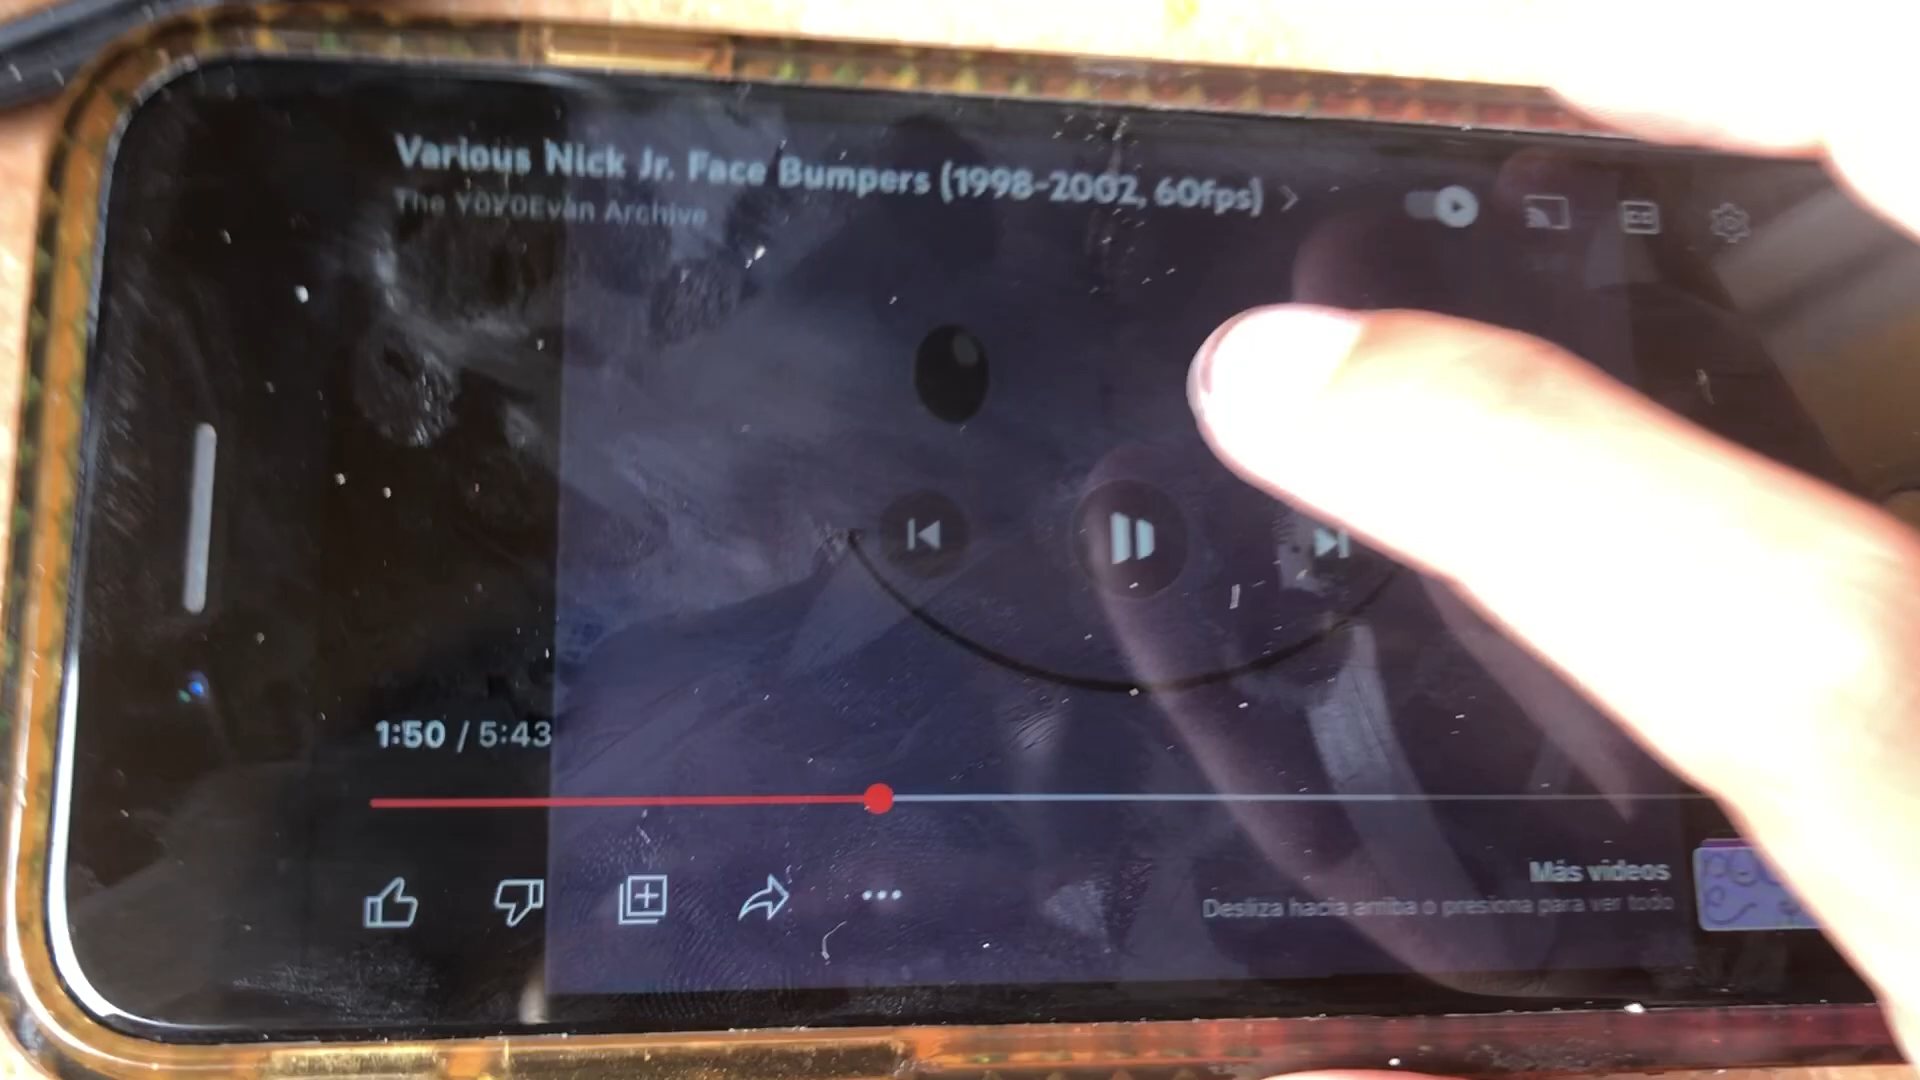 Various Nick Jr. Face Bumpers (1998-2002, 60fps)
The YOYOEvan Archive
1:50 / 5:43
Más videos
Desliza hacia arriba o presiona para ver todo